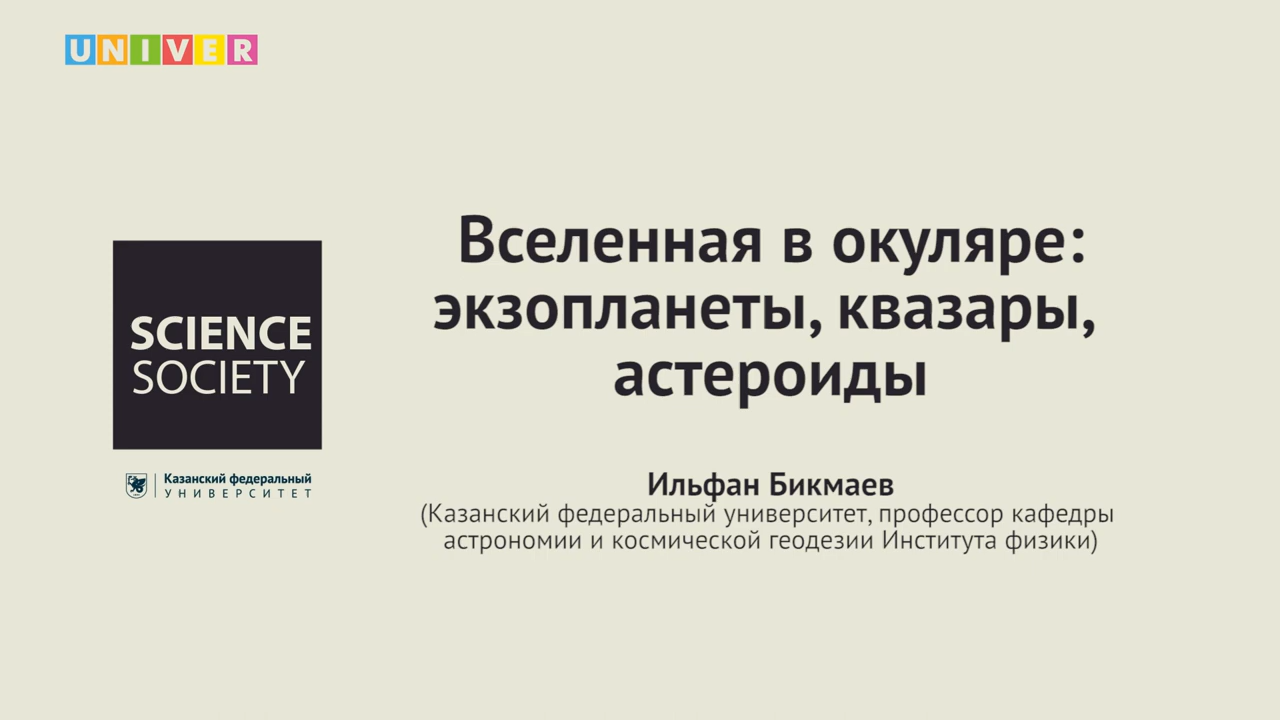 UNIVER
Вселенная в окуляре:
экзопланеты, квазары,
астероиды
SCIENCE
SOCIETY
Казанский федеральный
УНИВЕРСИТЕТ
Ильфан Бикмаев
(Казанский федеральный университет, профессор кафедры
астрономии и космической геодезии Института физики)